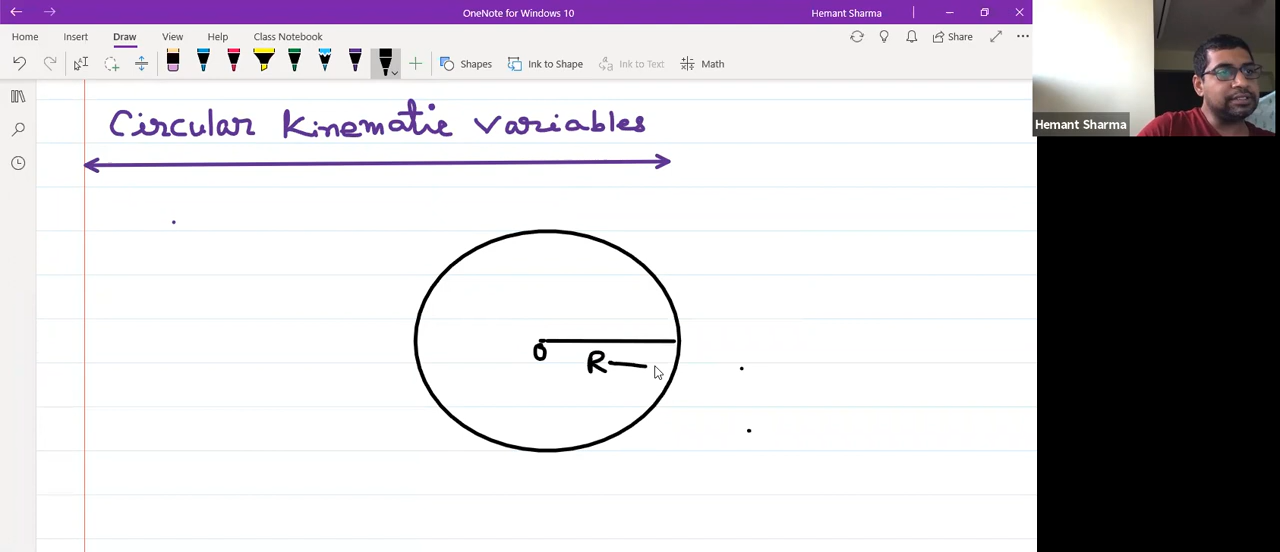 OneNote for Windows 10
Hemant Sharma
Home Insert Draw View Help Class Notebook
Share
Shapes Ink to Shape Ink to Text Math
Circular Kinematic variables
O
R
Hemant Sharma